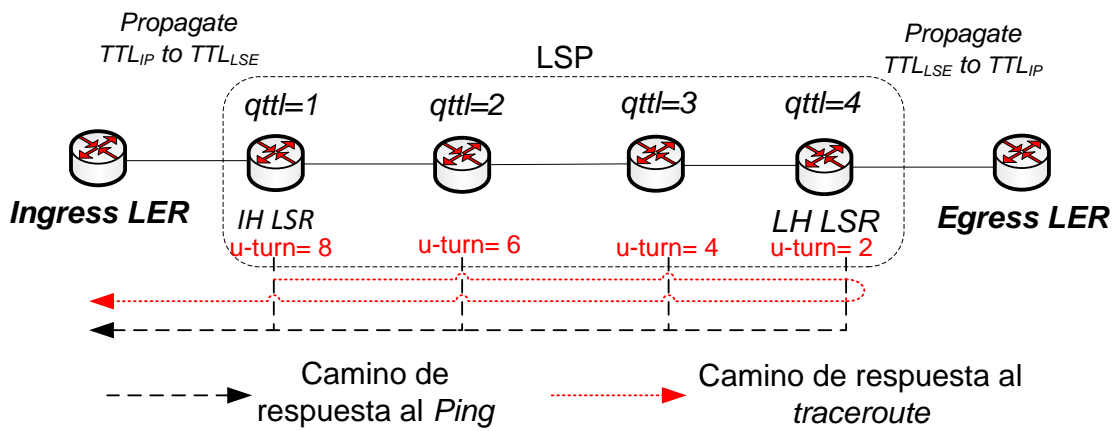 Propagate
TTLIP to TTLLSE
LSP
Propagate
TTLLSE to TTLIP
qttl=1
qttl=2
qttl=3
qttl=4
Ingress LER
IH LSR
LH LSR
Egress LER
u-turn= 8
u-turn= 6
u-turn= 4
u-turn= 2
Camino de
respuesta al Ping
Camino de respuesta al
traceroute